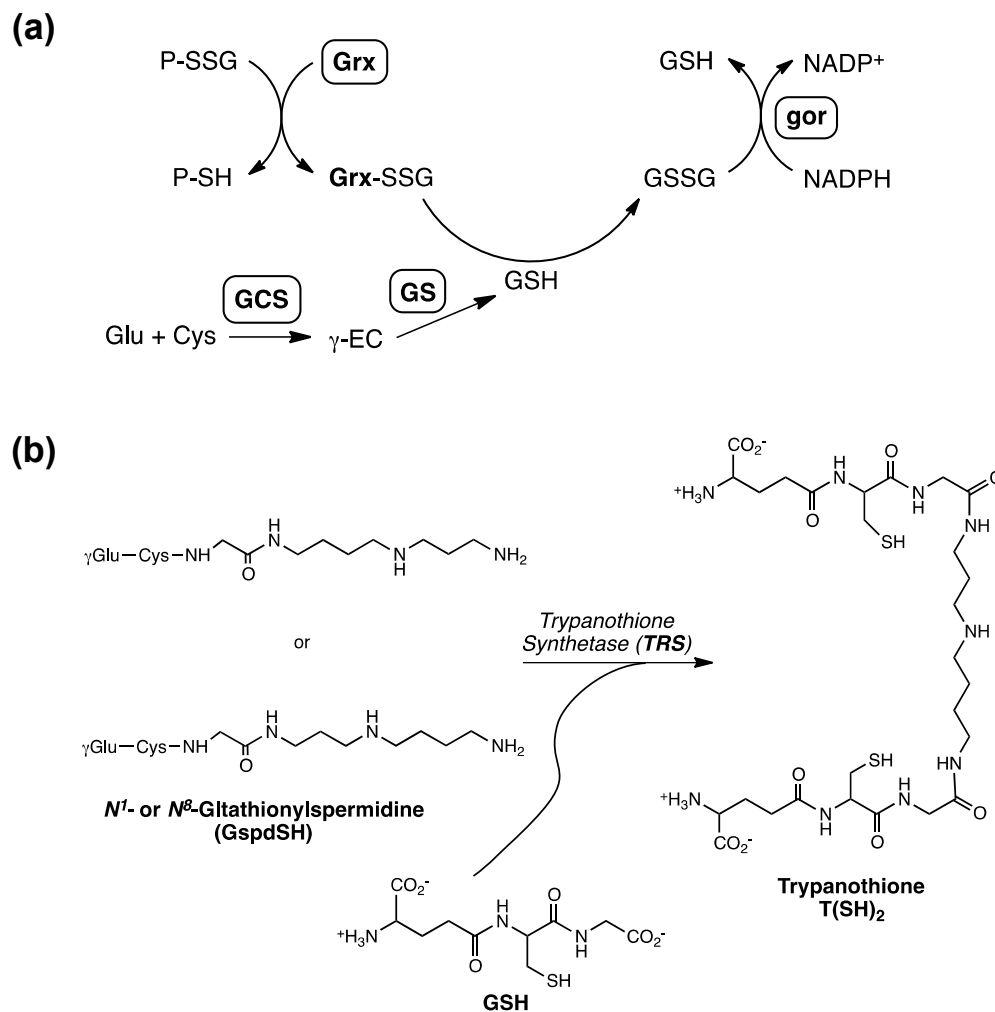 (a)
P-SSG
Grx
GSH
NADP+
gor
P-SH
Grx-SSG
GSSG
NADPH
GCS
GS
GSH
Glu + Cys
γ-EC
(b)
CO2-
+H3N
O
H
N
O
N
H
O
O
SH
NH
γGlu—Cys—NH
O
H
N
N
H
NH2
or
Trypanothione
Synthetase (TRS)
NH
γGlu—Cys—NH
O
H
N
H
N
NH2
N1- or N8-Gltathionylspermidine
(GspdSH)
SH
NH
+H3N
CO2-
O
N
H
O
H
N
O
O
Trypanothione
T(SH)2
CO2-
+H3N
O
H
N
O
N
H
CO2-
SH
GSH